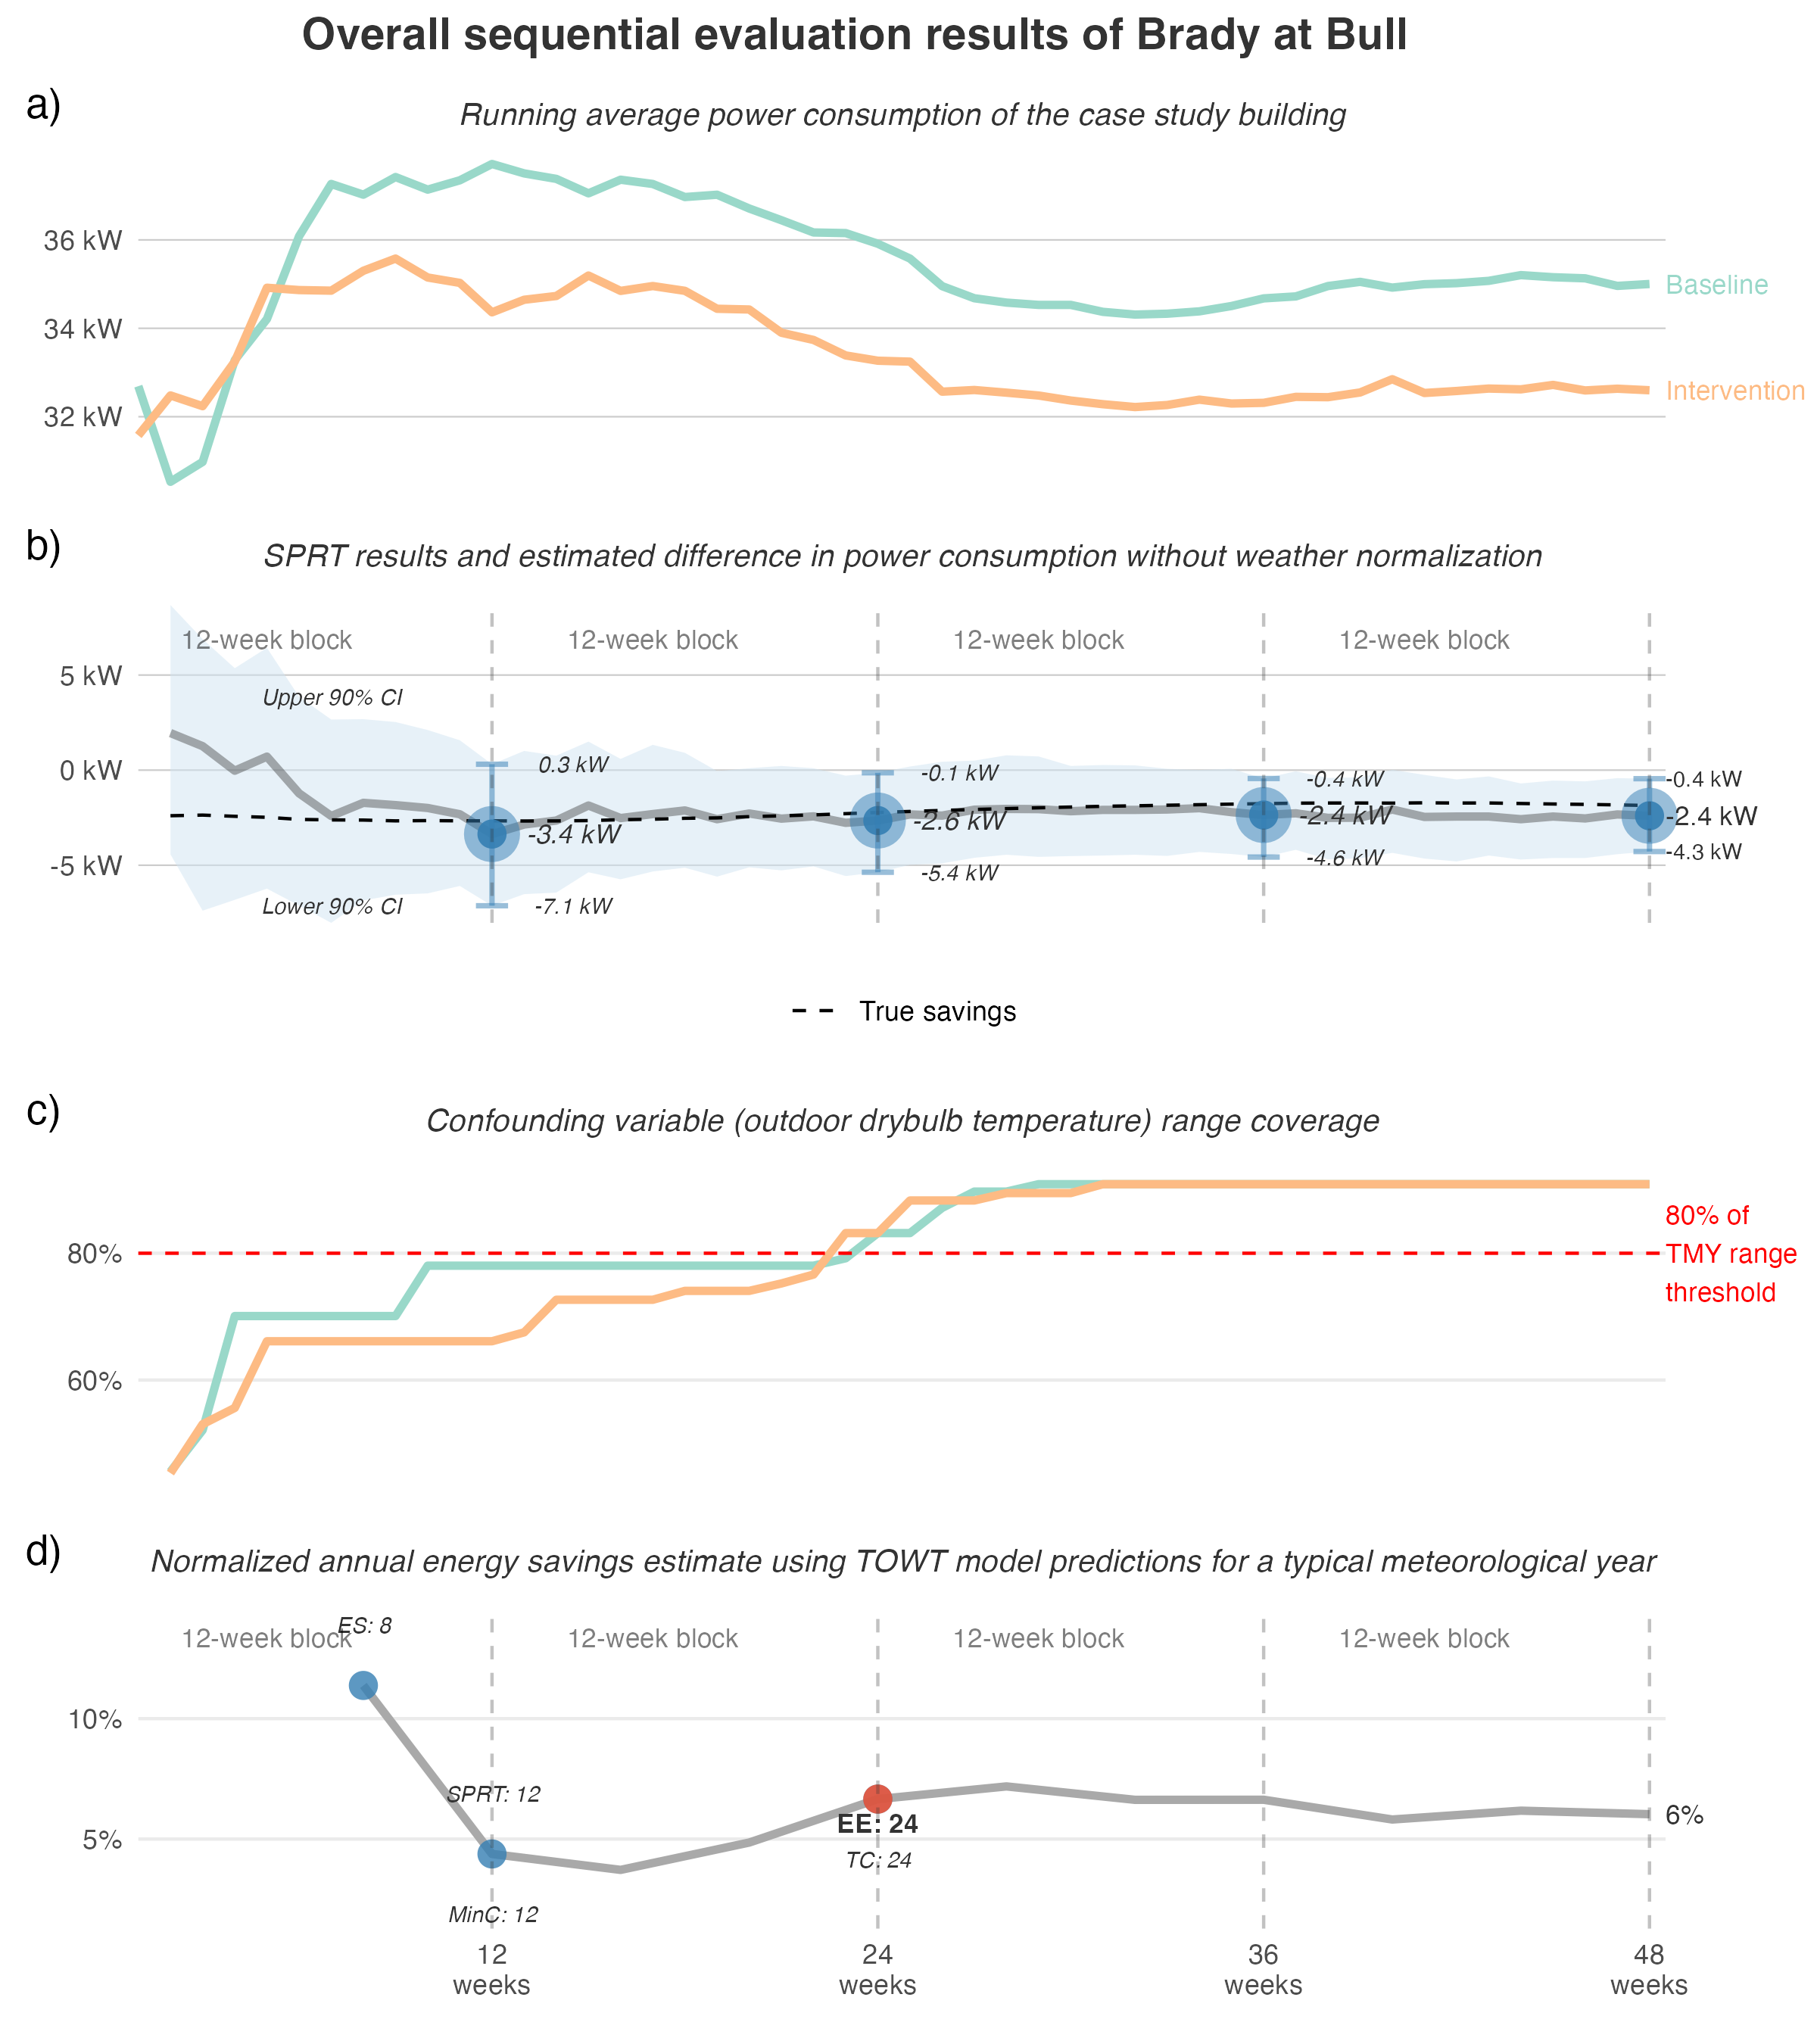 Overall sequential evaluation results of Brady at Bull
a)
Running average power consumption of the case study building
36 kW
34 kW
32 kW
Baseline
Intervention
b)
SPRT results and estimated difference in power consumption without weather normalization
12-week block
12-week block
12-week block
12-week block
5 kW
0 kW
-5 kW
Upper 90% CI
Lower 90% CI
0.3 kW
-3.4 kW
-7.1 kW
-0.1 kW
-2.6 kW
-5.4 kW
-0.4 kW
-2.4 kW
-4.6 kW
-0.4 kW
-2.4 kW
-4.3 kW
True savings
c)
Confounding variable (outdoor drybulb temperature) range coverage
80%
60%
80% of
TMY range
threshold
d)
Normalized annual energy savings estimate using TOWT model predictions for a typical meteorological year
12-week block
12-week block
12-week block
12-week block
ES: 8
10%
5%
SPRT: 12
MinC: 12
EE: 24
TC: 24
6%
12
weeks
24
weeks
36
weeks
48
weeks